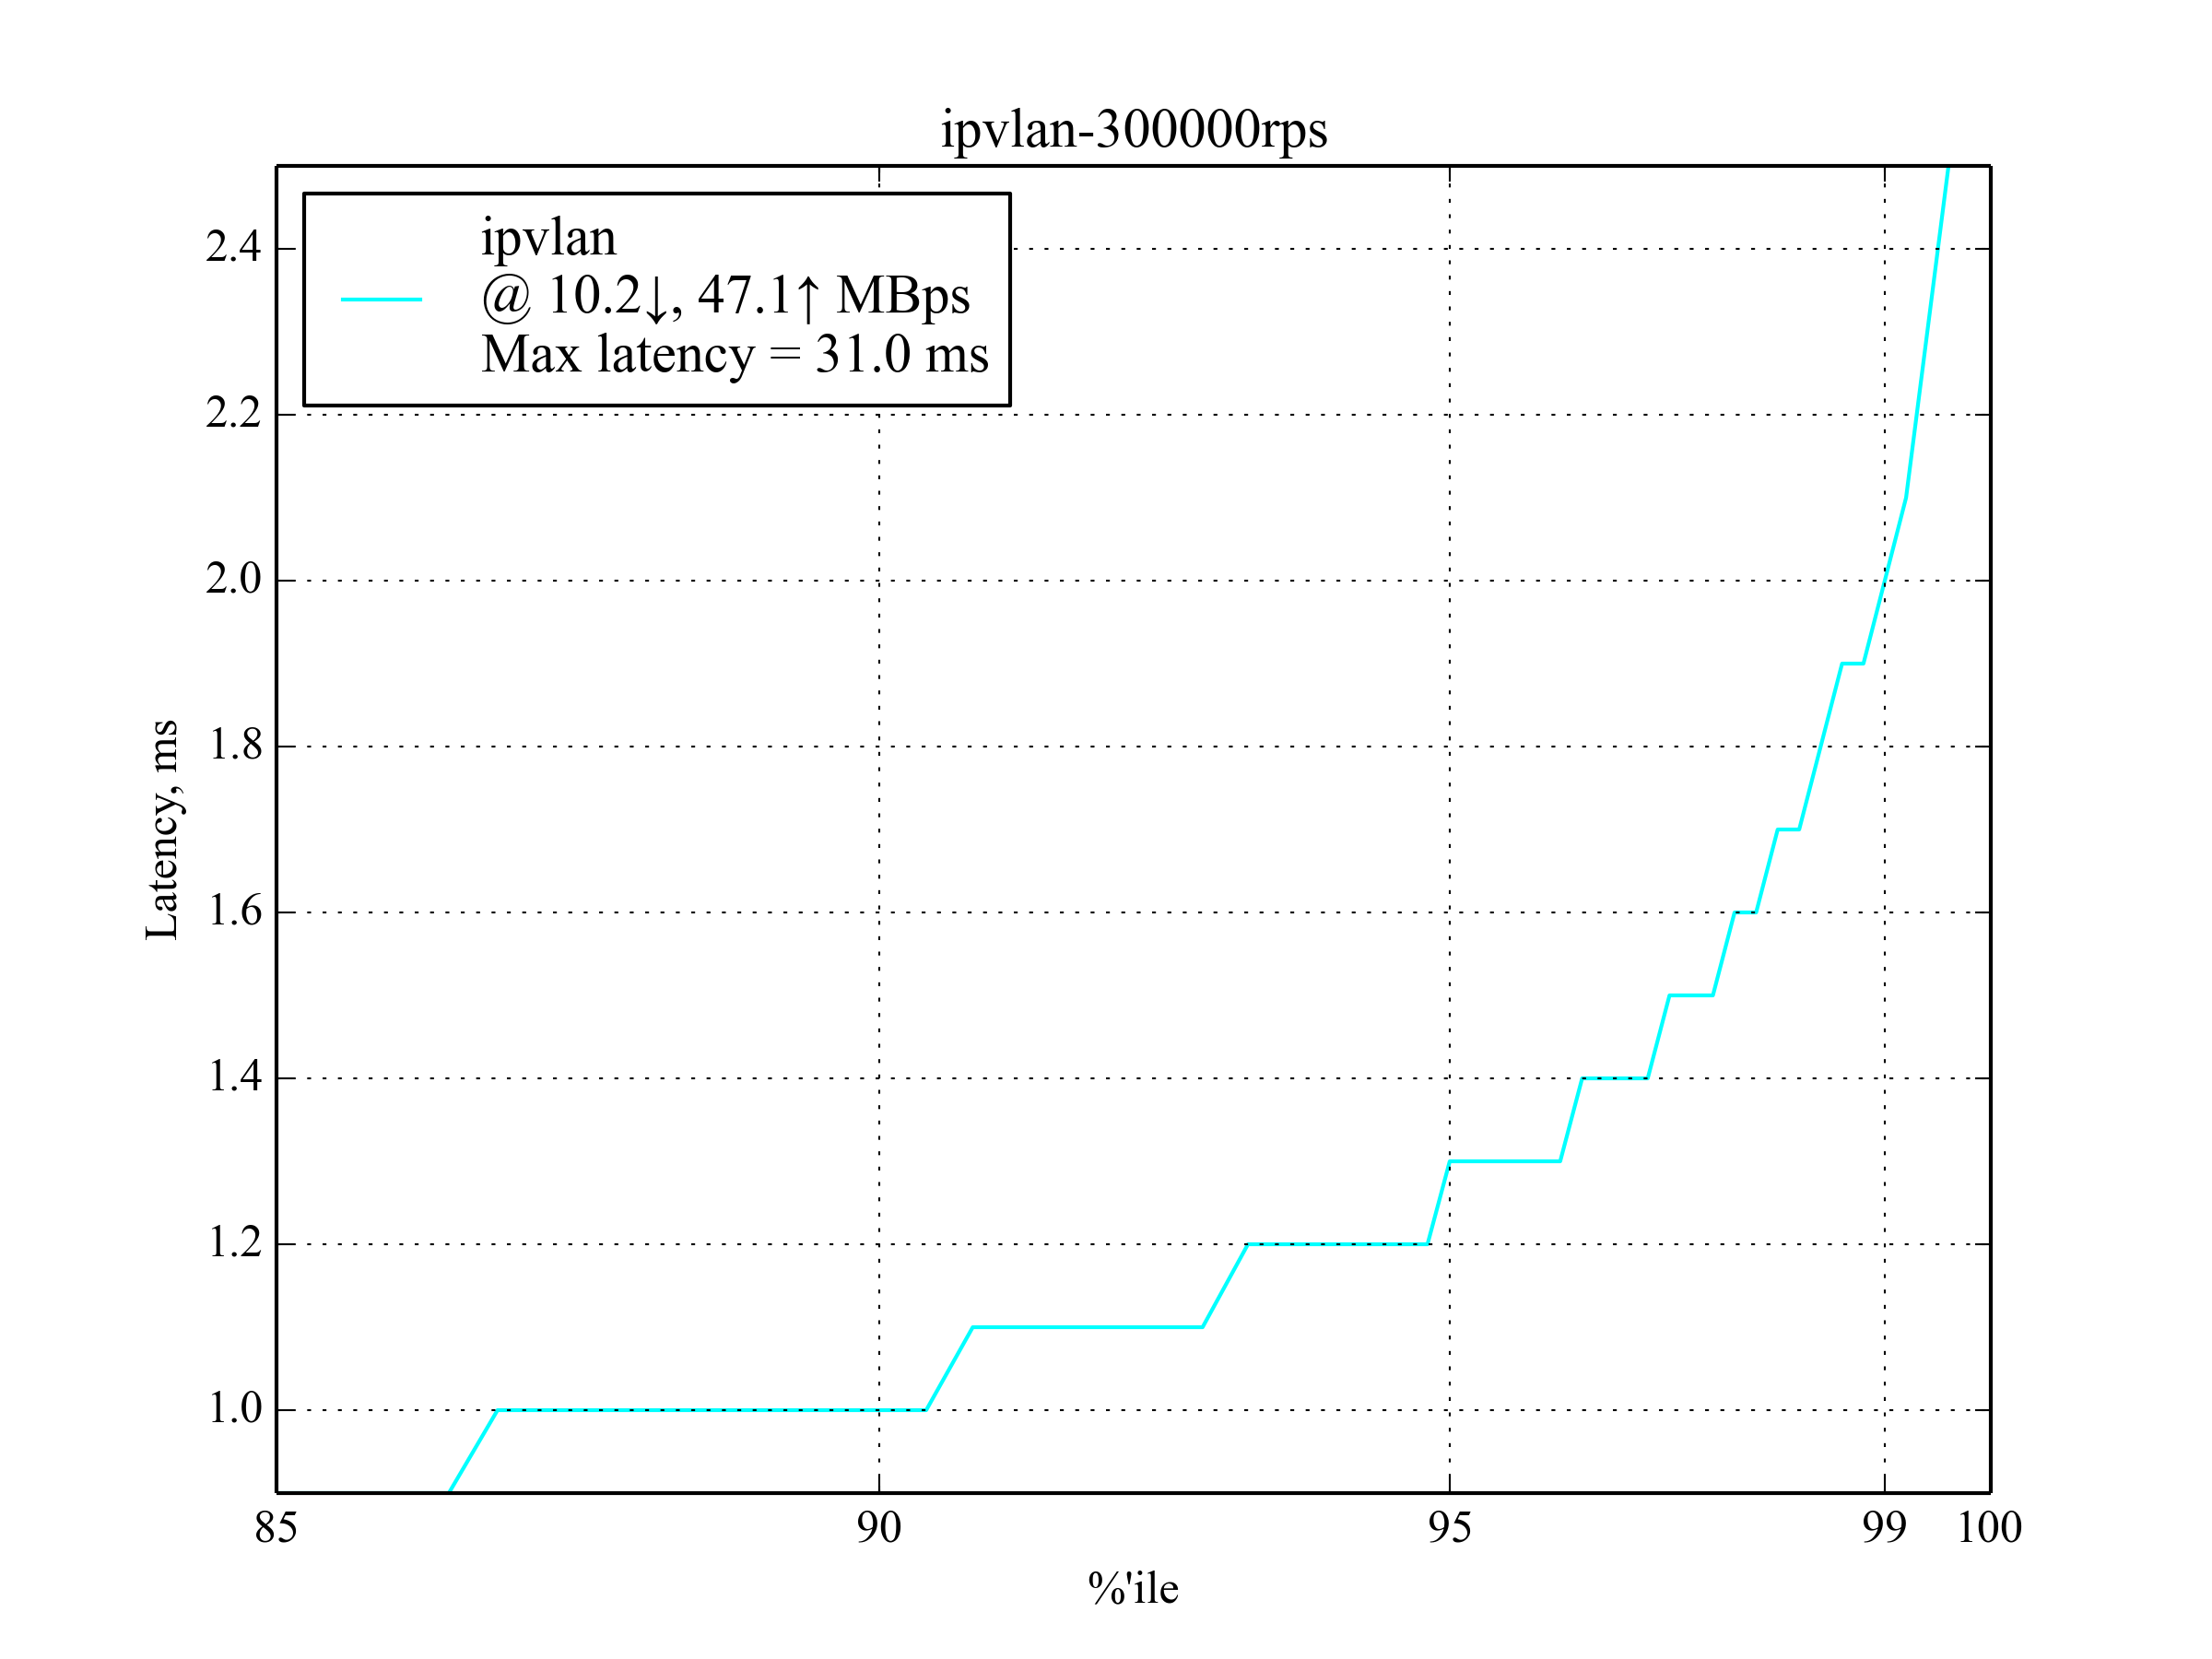 ipvlan-300000rps
ipvlan
@ 10.2↓, 47.1↑ MBps
Max latency = 31.0 ms
2.4
2.2
2.0
1.8
1.6
1.4
1.2
1.0
Latency, ms
85 90 95 99 100
%'ile